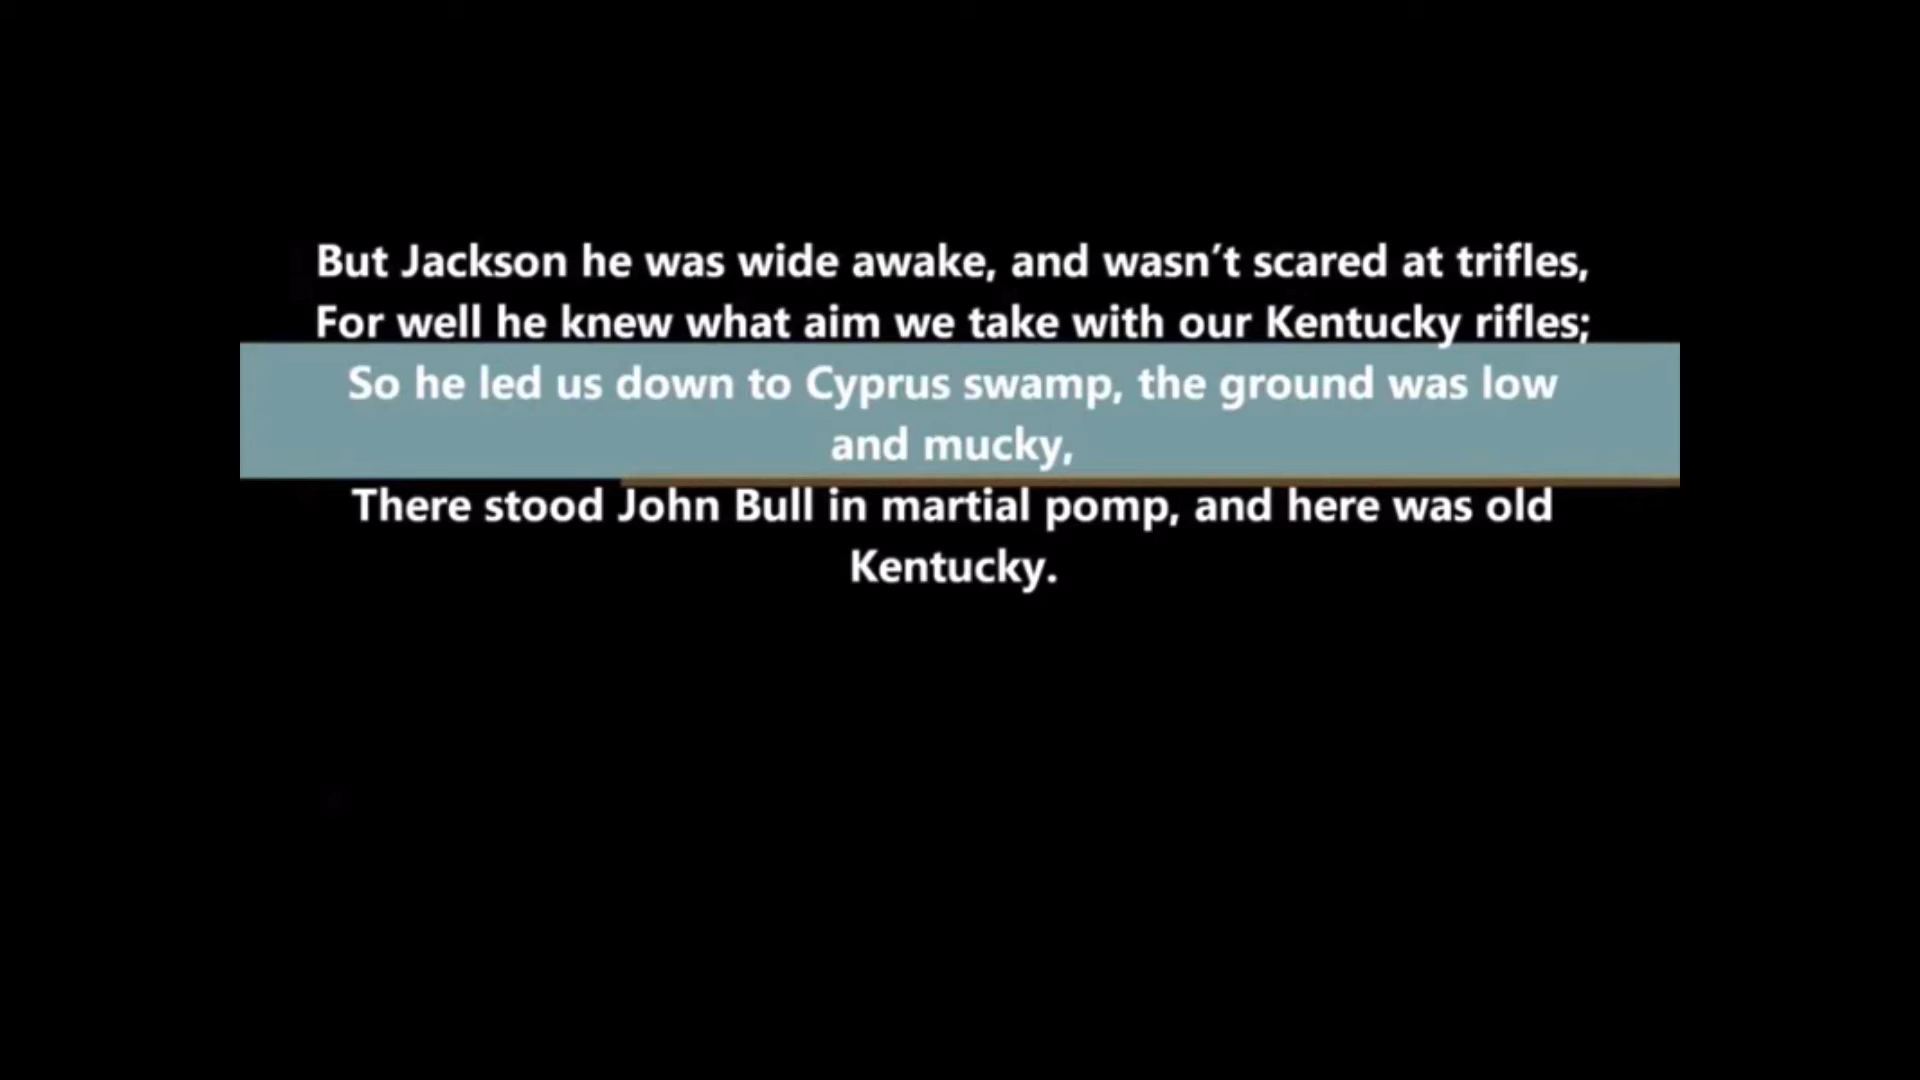 But Jackson he was wide awake, and wasn’t scared at trifles,
For well he knew what aim we take with our Kentucky rifles;
So he led us down to Cyprus swamp, the ground was low
and mucky,
There stood John Bull in martial pomp, and here was old
Kentucky.